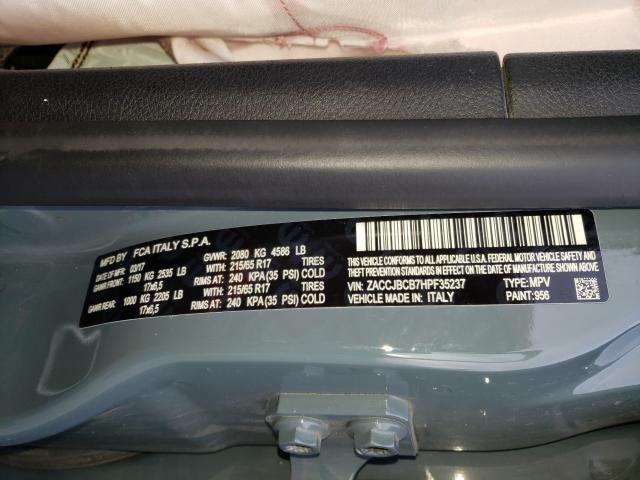 MFD BY FCA ITALY S.P.A.
DATE OF MFR: 03/17 GVWR: 2080 KG 4586 LB
GAWR FRONT: 1150 KG 2535 LB 215/65 R17 TIRES
17x6,5 RIMS AT: 240 KPA (35 PSI) COLD
GAWR REAR: 1000 KG 2205 LB 215/65 R17 TIRES
17x6,5 RIMS AT: 240 KPA (35 PSI) COLD
THIS VEHICLE CONFORMS TO ALL APPLICABLE U.S.A. FEDERAL MOTOR VEHICLE SAFETY,
BUMPER, AND THEFT PREVENTION STANDARDS IN EFFECT ON THE DATE OF MANUFACTURE
SHOWN ABOVE.
VIN: ZACCJBCB7HPF35237 TYPE: MPV
VEHICLE MADE IN: ITALY PAINT: 956